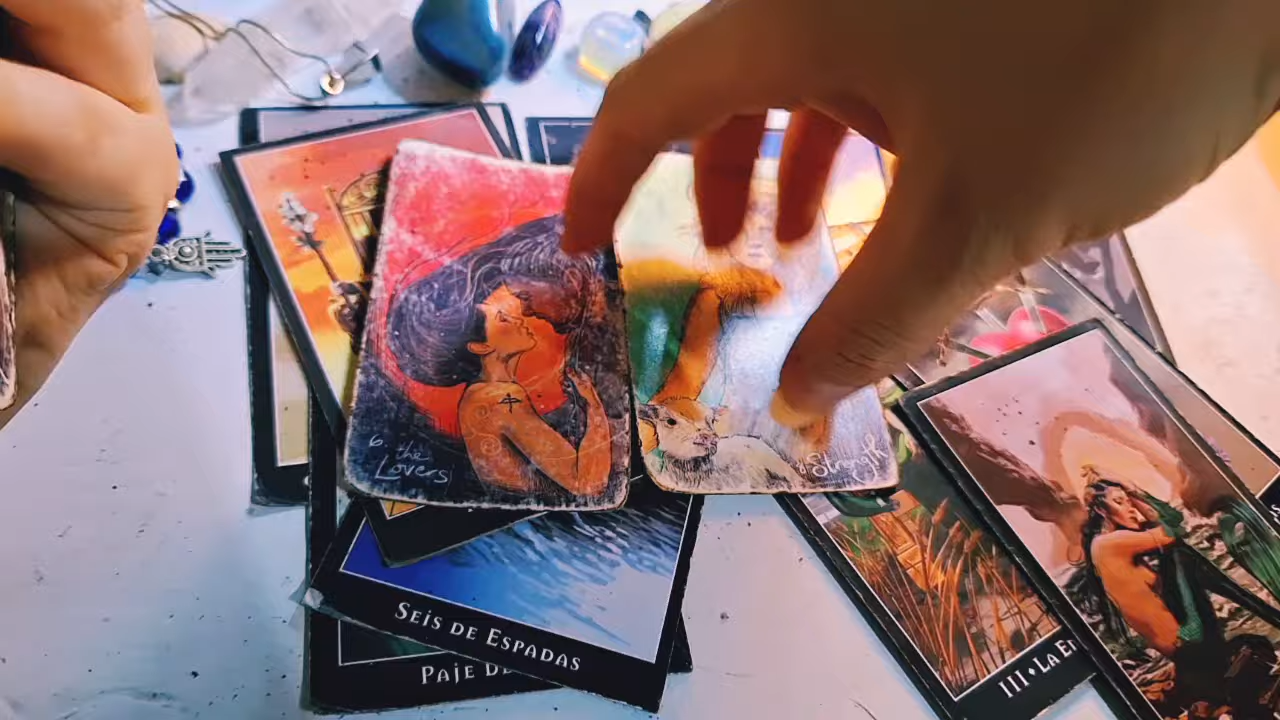 6
the
Lovers
Strength
SEIS DE ESPADAS
PAJE DE
III • LA